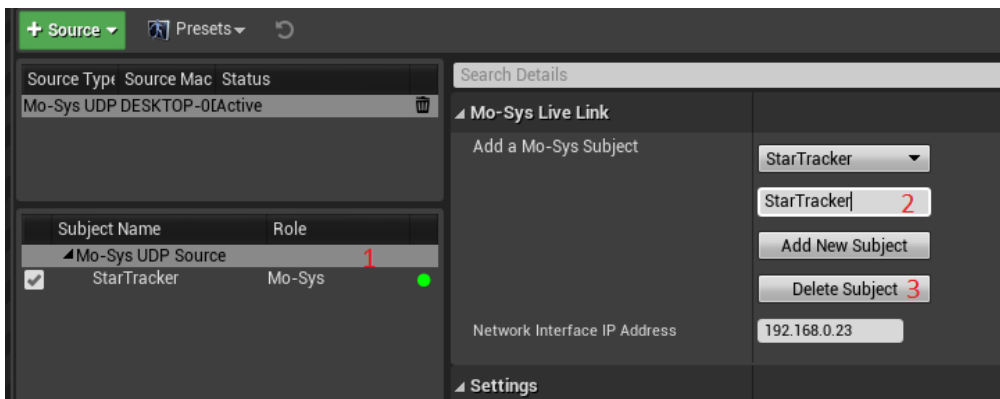 + Source Presets
Source Type Source Mac Status
Mo-Sys UDP DESKTOP-0 Active
Subject Name Role
Mo-Sys UDP Source 1
StarTracker Mo-Sys
Search Details
Mo-Sys Live Link
Add a Mo-Sys Subject StarTracker
StarTracker 2
Add New Subject
Delete Subject 3
Network Interface IP Address 192.168.0.23
Settings